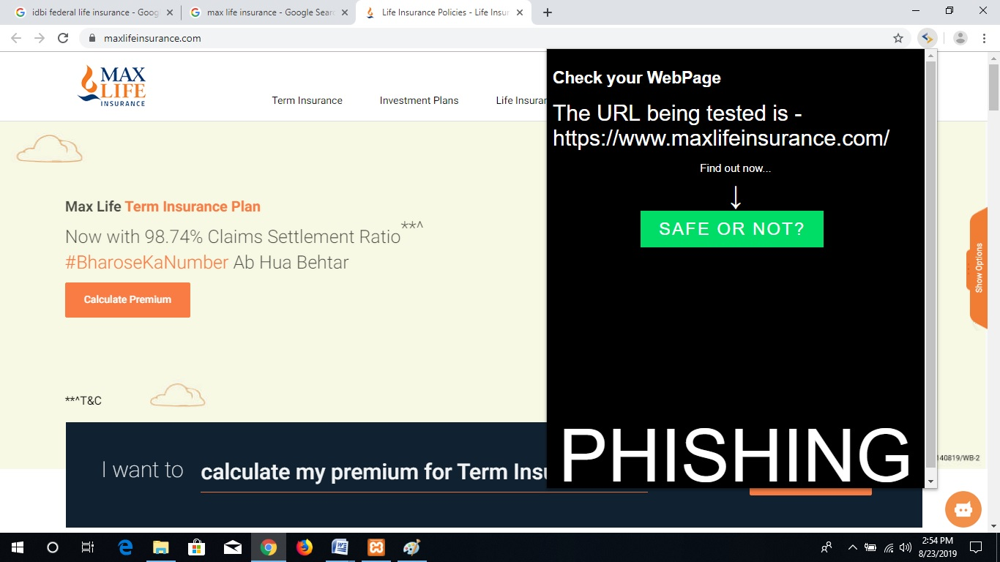 idbi federal life insurance - Goog
max life insurance - Google Sear
Life Insurance Policies - Life Insur
maxlifeinsurance.com
MAX
LIFE
INSURANCE
Term Insurance
Investment Plans
Life Insuran
Check your WebPage
The URL being tested is -
https://www.maxlifeinsurance.com/
Find out now...
↓
SAFE OR NOT?
PHISHING
Max Life Term Insurance Plan
Now with 98.74% Claims Settlement Ratio**^
#BharoseKaNumber Ab Hua Behtar
Calculate Premium
Show Options
**^T&C
140819/WB-2
I want to calculate my premium for Term Insu
2:54 PM
8/23/2019